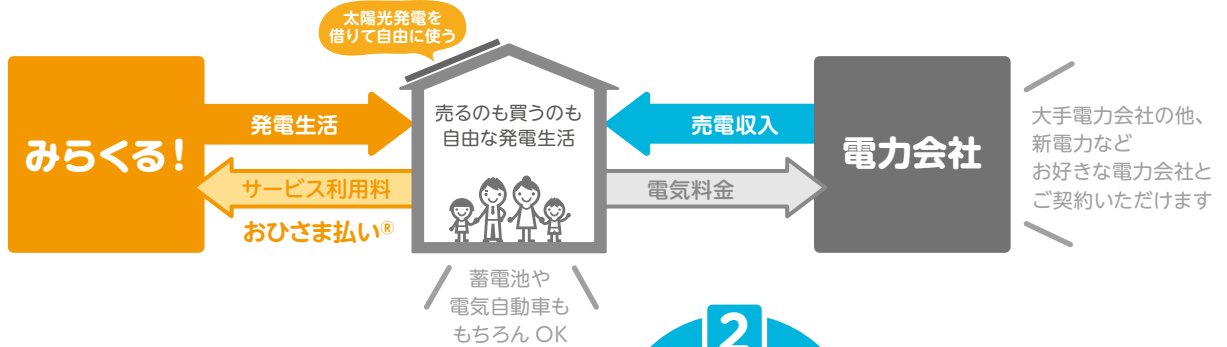 太陽光発電を
借りて自由に使う
みらくる！
発電生活
サービス利用料
おひさま払い®
売るのも買うのも
自由な発電生活
売電収入
電気料金
電力会社
大手電力会社の他、
新電力など
お好きな電力会社と
ご契約いただけます
蓄電池や
電気自動車も
もちろん OK
2